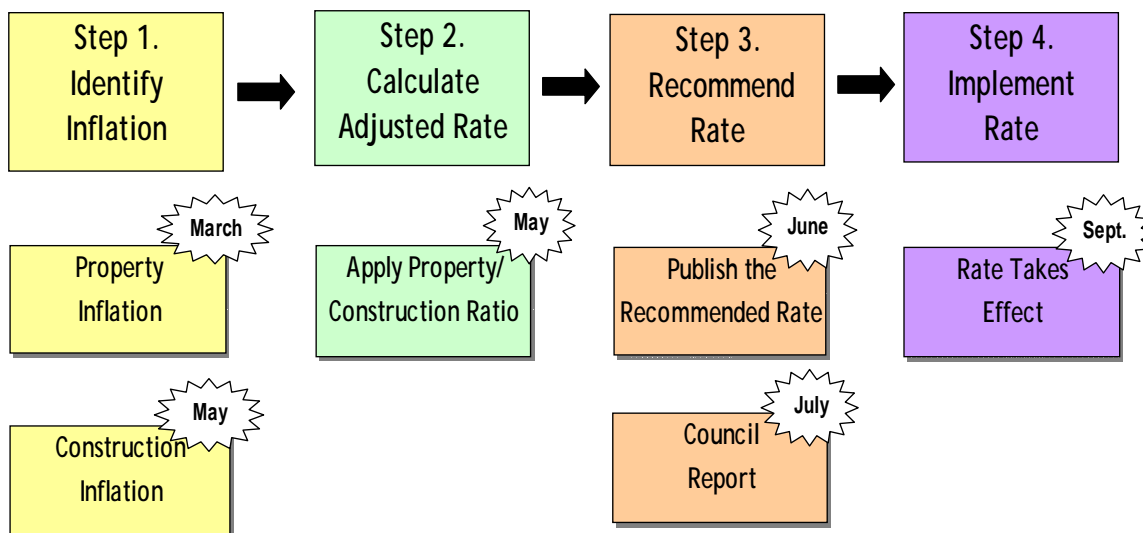 Step 1.
Identify
Inflation
Step 2.
Calculate
Adjusted Rate
Step 3.
Recommend
Rate
Step 4.
Implement
Rate
March
Property
Inflation
May
Construction
Inflation
May
Apply Property/
Construction Ratio
June
Publish the
Recommended Rate
July
Council
Report
Sept.
Rate Takes
Effect